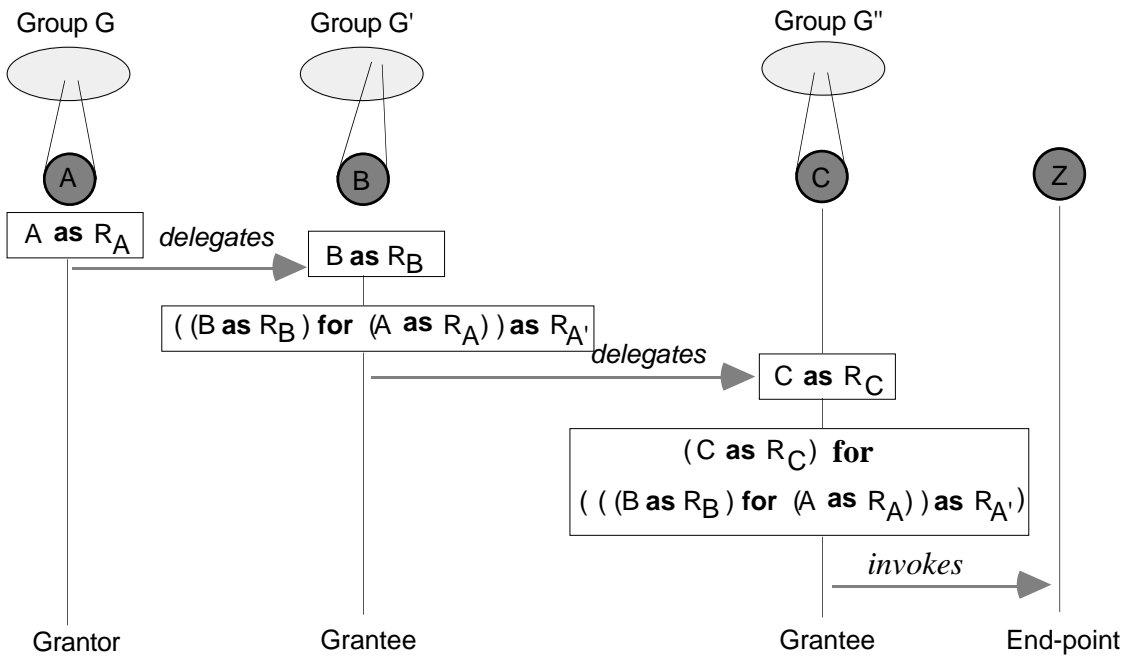 Group G
Group G'
Group G"
A
B
C
Z
A as RA
delegates
B as RB
((B as RB) for (A as RA)) as RA'
delegates
C as RC
(C as RC) for
(((B as RB) for (A as RA)) as RA')
invokes
Grantor
Grantee
Grantee
End-point